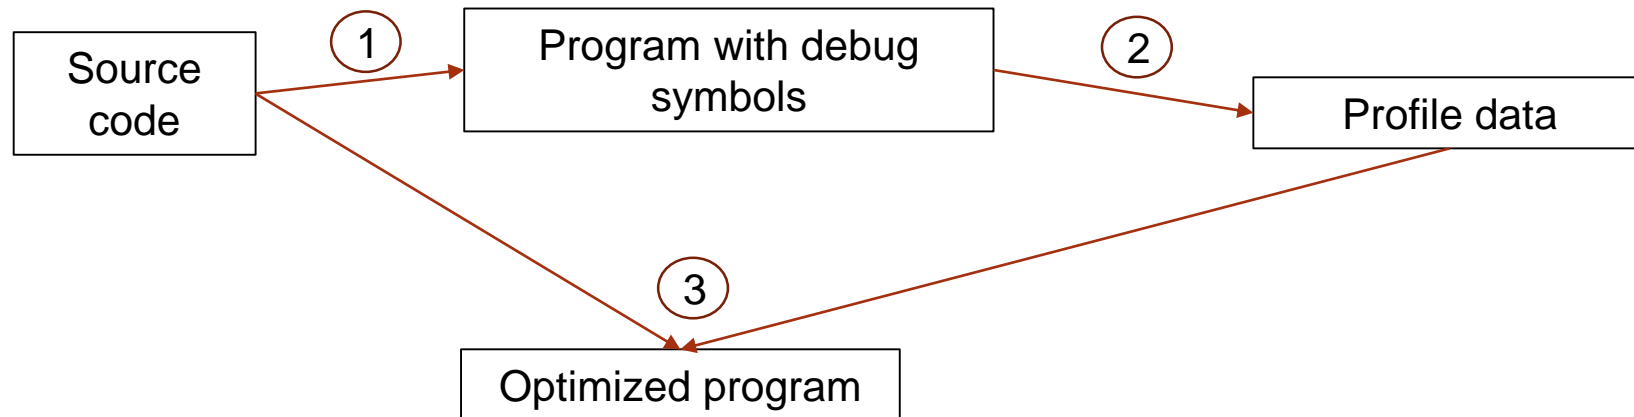 Source
code
1
Program with debug
symbols
2
Profile data
3
Optimized program